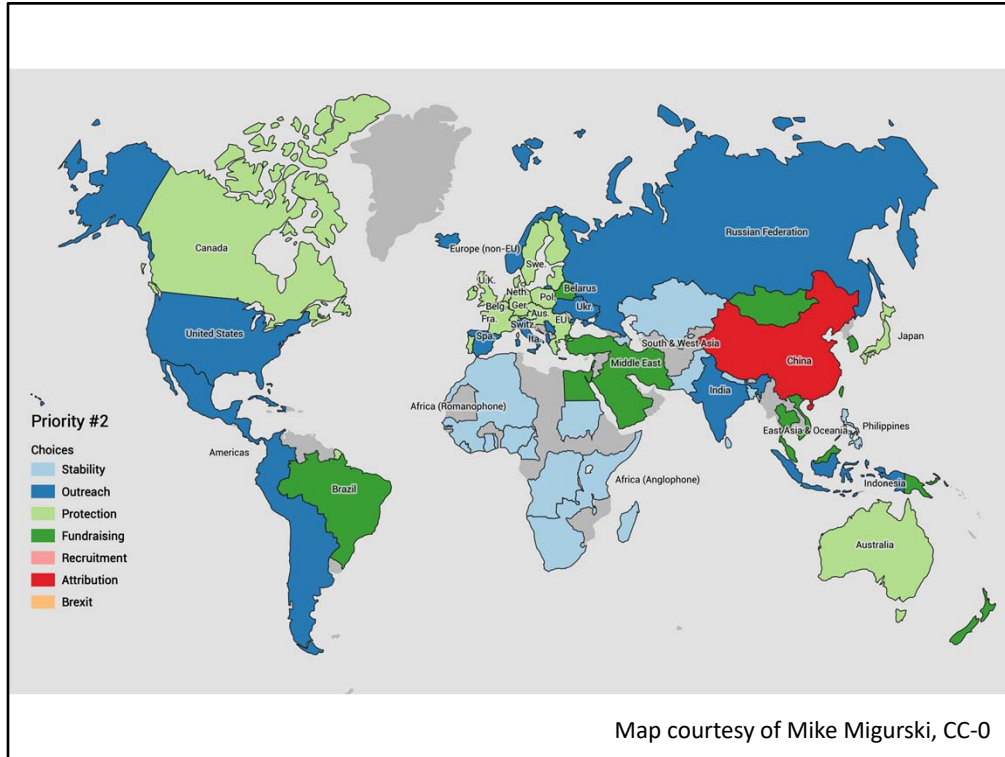 Canada
Russian Federation
Europe (non-EU)
Swe.
U.K.
Neth.
Belarus
Pol.
Belg.
Ger.
Ukr.
Fra.
Aus.
EU
United States
Switz.
Spa.
Ita.
Japan
South & West Asia
China
Middle East
India
Africa (Romanophone)
Priority #2
Philippines
East Asia & Oceania
Choices
Americas
Stability
Africa (Anglophone)
Outreach
Indonesia
Brazil
Protection
Fundraising
Recruitment
Australia
Attribution
Brexit
Map courtesy of Mike Migurski, CC-0